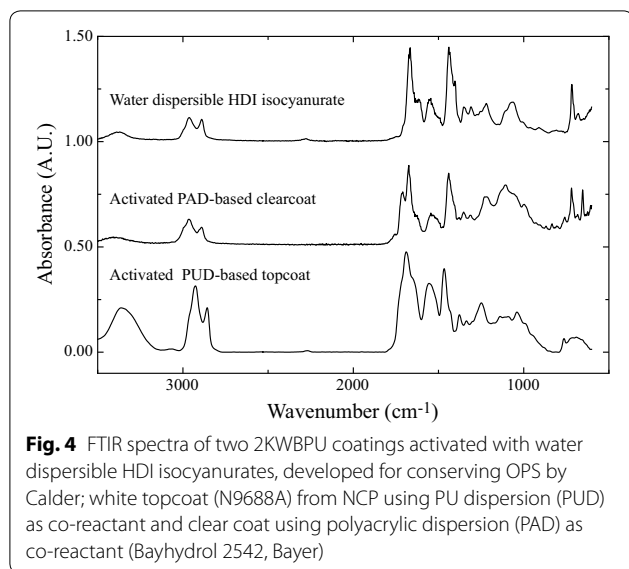 1.50
Water dispersible HDI isocyanurate
1.00
Activated PAD-based clearcoat
0.50
Activated PUD-based topcoat
0.00
Absorbance (A.U.)
3000 2000 1000
Wavenumber (cm-1)
Fig. 4 FTIR spectra of two 2KWBPU coatings activated with water
dispersible HDI isocyanurates, developed for conserving OPS by
Calder; white topcoat (N9688A) from NCP using PU dispersion (PUD)
as co-reactant and clear coat using polyacrylic dispersion (PAD) as
co-reactant (Bayhydrol 2542, Bayer)